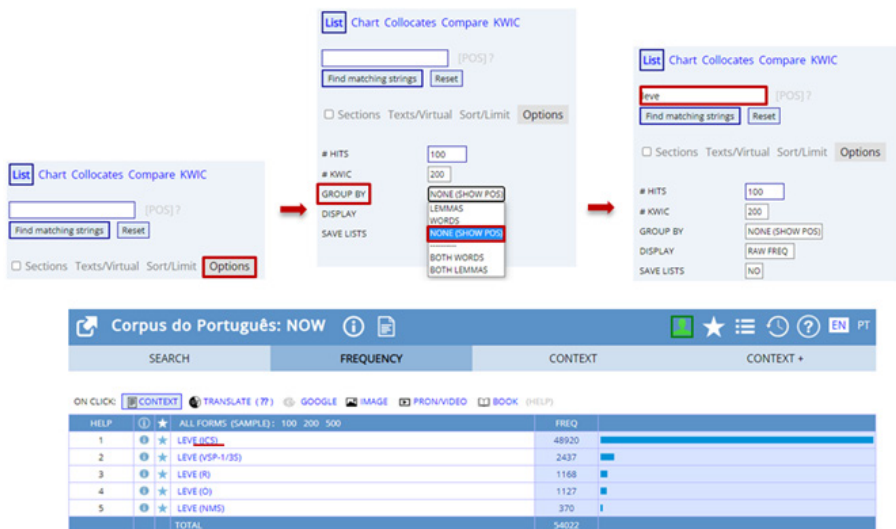 List Chart Collocates Compare KWIC
[POS] ?
Find matching strings Reset
Sections Texts/Virtual Sort/Limit Options
List Chart Collocates Compare KWIC
[POS] ?
Find matching strings Reset
Sections Texts/Virtual Sort/Limit Options
# HITS 100
# KWIC 200
GROUP BY NONE (SHOW POS)
DISPLAY
SAVE LISTS
LEMMAS
WORDS
NONE (SHOW POS)
----------
BOTH WORDS
BOTH LEMMAS
List Chart Collocates Compare KWIC
leve [POS] ?
Find matching strings Reset
Sections Texts/Virtual Sort/Limit Options
# HITS 100
# KWIC 200
GROUP BY NONE (SHOW POS)
DISPLAY RAW FREQ
SAVE LISTS NO
Corpus do Português: NOW EN PT
SEARCH FREQUENCY CONTEXT CONTEXT +
ON CLICK: CONTEXT TRANSLATE (??) GOOGLE IMAGE PRON/VIDEO BOOK (HELP)
HELP ALL FORMS (SAMPLE): 100 200 500 FREQ
1 LEVE (JCS) 48920
2 LEVE (VSP-1/3S) 2437
3 LEVE (R) 1168
4 LEVE (O) 1127
5 LEVE (NMS) 370
TOTAL 54022